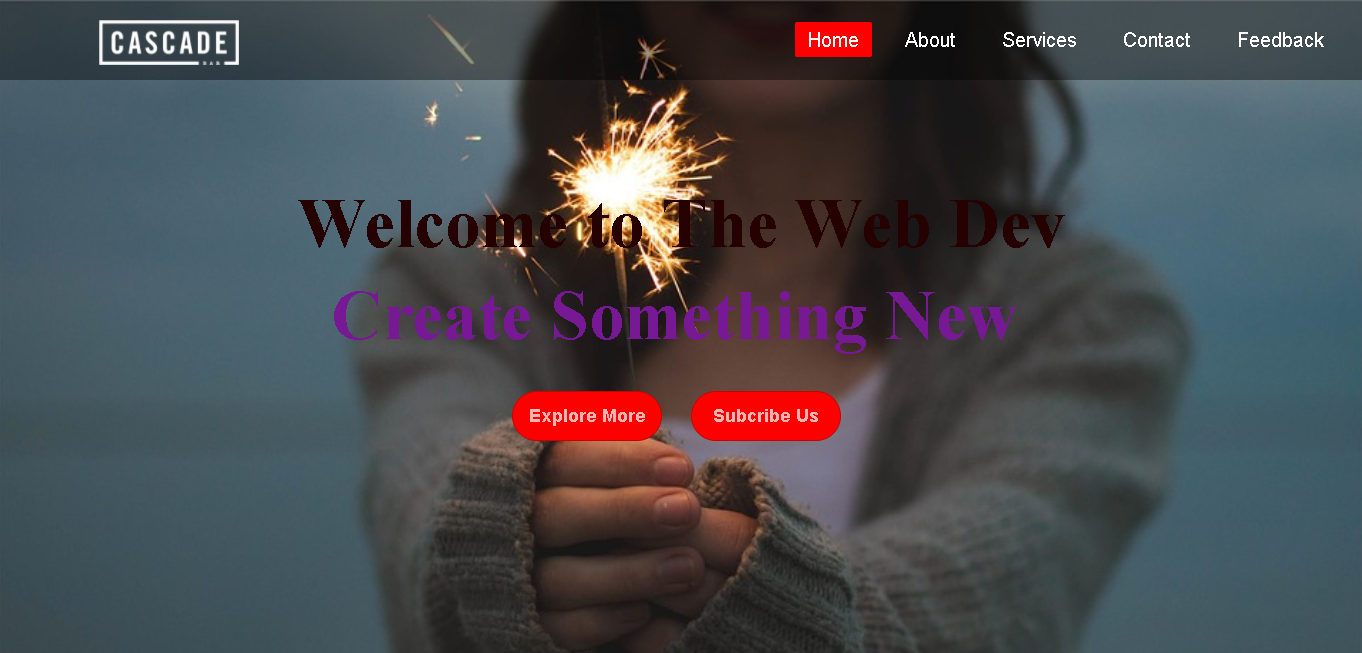 CASCADE
BAR
Home About Services Contact Feedback
Welcome to The Web Dev
Create Something New
Explore More Subcribe Us